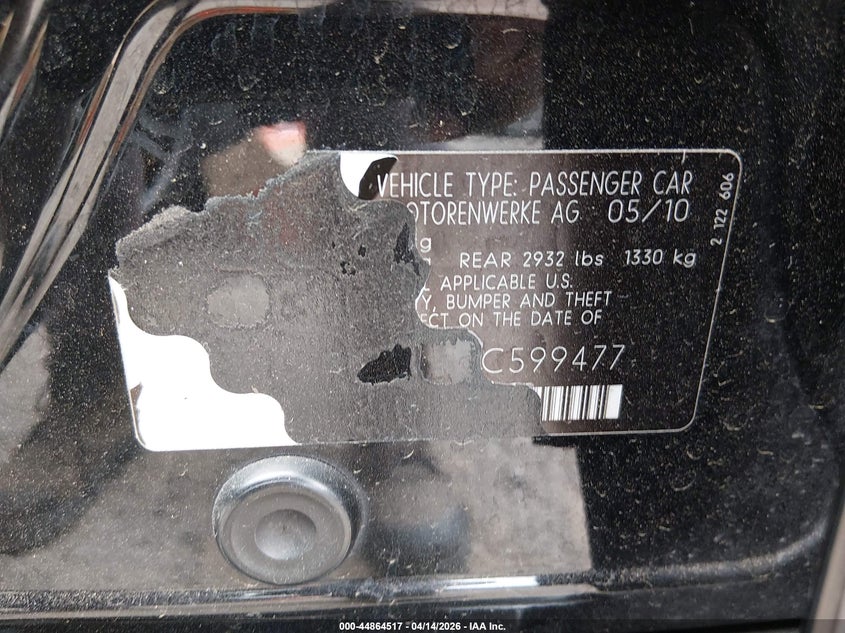 VEHICLE TYPE: PASSENGER CAR
OTORENWERKE AG 05/10
g
REAR 2932 lbs 1330 kg
APPLICABLE U.S.
Y, BUMPER AND THEFT
ECT ON THE DATE OF
C599477
2 122 606
000-44864517 - 04/14/2026 - IAA Inc.